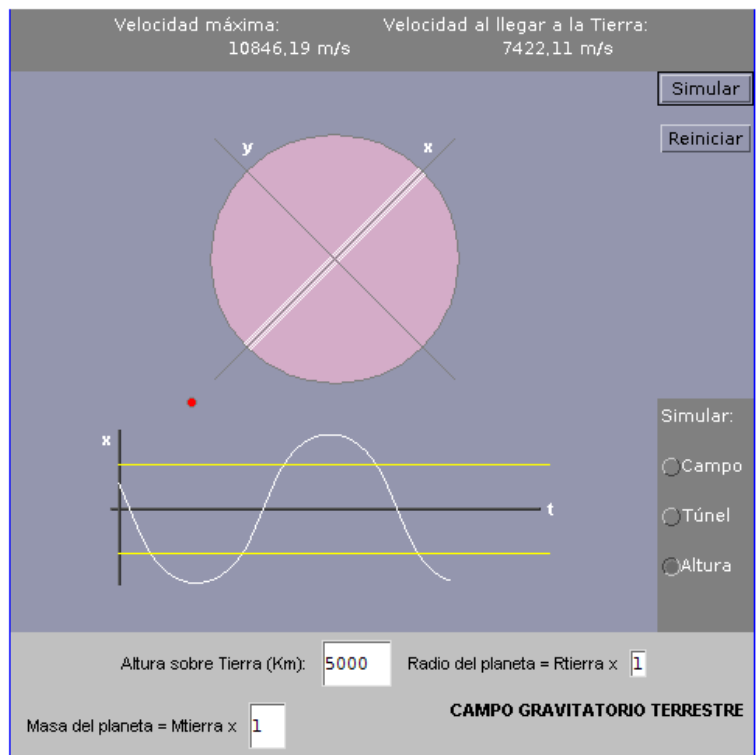 Velocidad máxima:
10846,19 m/s
Velocidad al llegar a la Tierra:
7422,11 m/s
Simular
Reiniciar
y
x
x
t
Simular:
Campo
Túnel
Altura
Altura sobre Tierra (Km): 5000
Radio del planeta = Rtierra x 1
Masa del planeta = Mtierra x 1
CAMPO GRAVITATORIO TERRESTRE